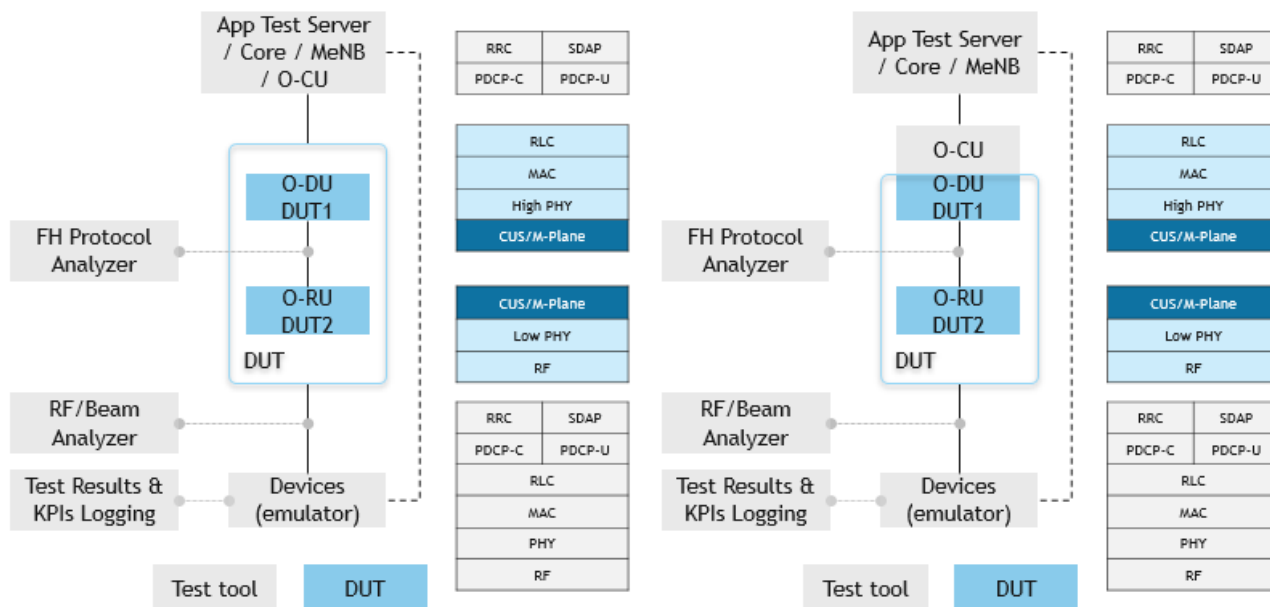 App Test Server
/ Core / MeNB
/ O-CU
O-DU
DUT1
FH Protocol
Analyzer
O-RU
DUT2
DUT
RF/Beam
Analyzer
Test Results &
KPIs Logging
Devices
(emulator)
Test tool
DUT
RRC
SDAP
PDCP-C
PDCP-U
RLC
MAC
High PHY
CUS/M-Plane
CUS/M-Plane
Low PHY
RF
RRC
SDAP
PDCP-C
PDCP-U
RLC
MAC
PHY
RF
App Test Server
/ Core / MeNB
O-CU
O-DU
DUT1
FH Protocol
Analyzer
O-RU
DUT2
DUT
RF/Beam
Analyzer
Test Results &
KPIs Logging
Devices
(emulator)
Test tool
DUT
RRC
SDAP
PDCP-C
PDCP-U
RLC
MAC
High PHY
CUS/M-Plane
CUS/M-Plane
Low PHY
RF
RRC
SDAP
PDCP-C
PDCP-U
RLC
MAC
PHY
RF